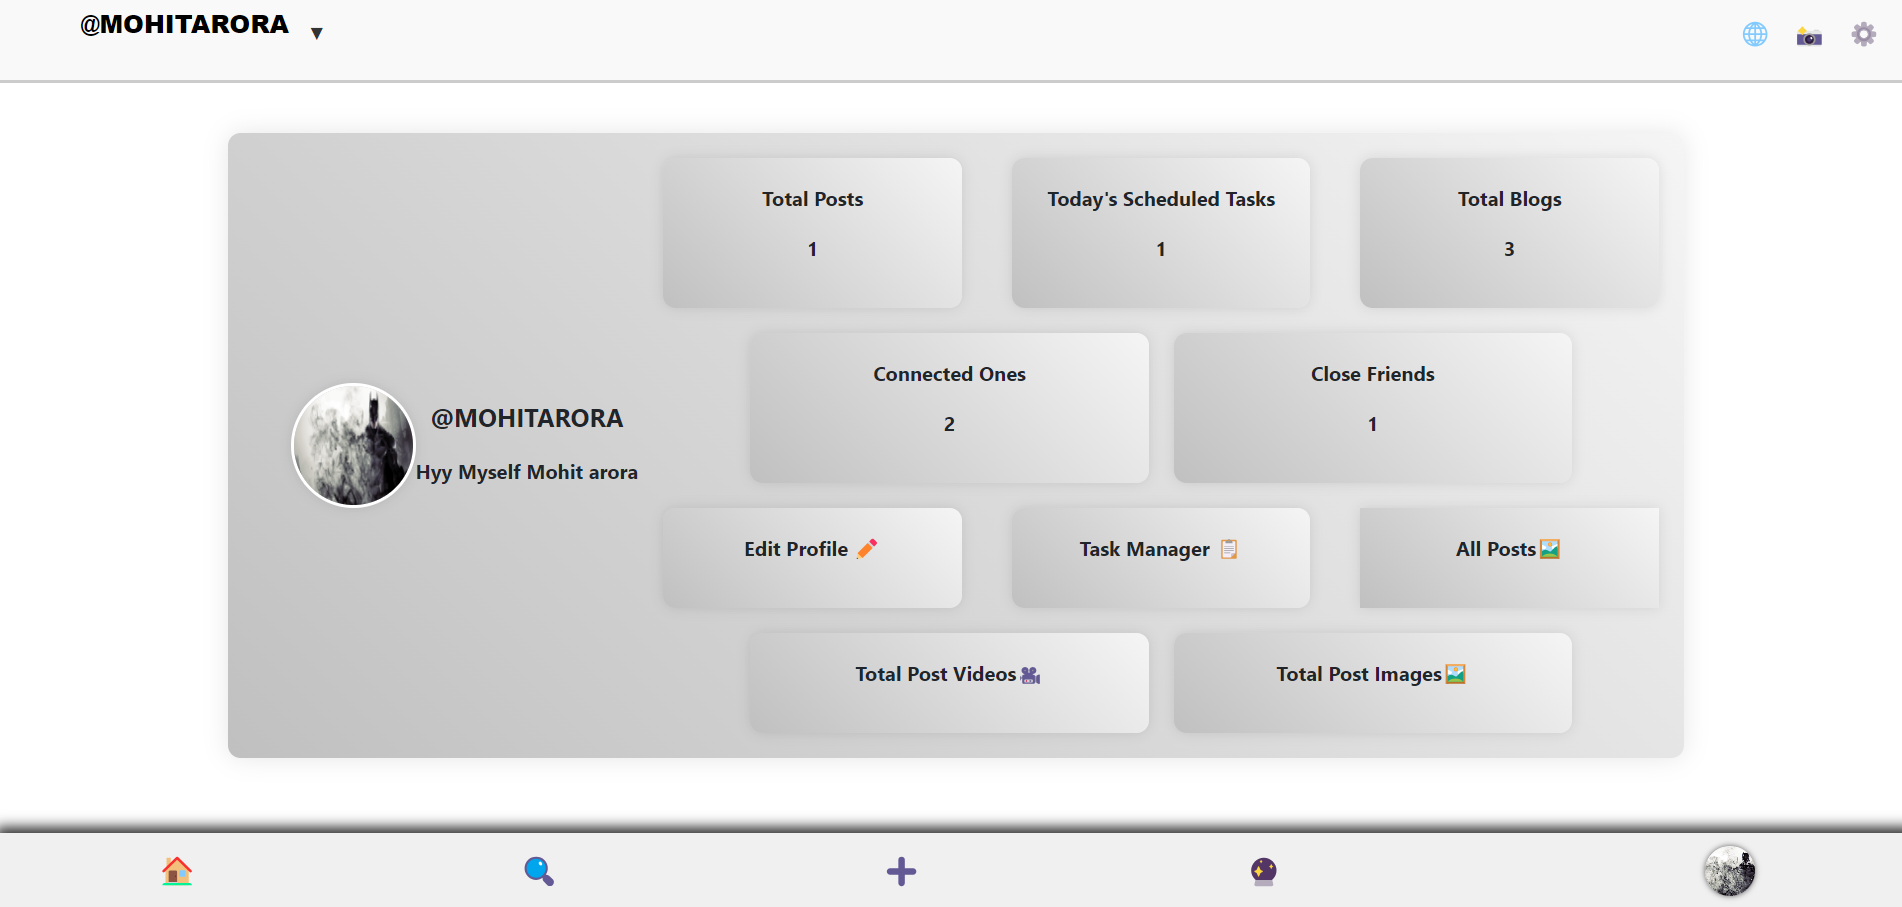 @MOHITARORA ▼
Total Posts
1
Today's Scheduled Tasks
1
Total Blogs
3
Connected Ones
2
Close Friends
1
@MOHITARORA
Hyy Myself Mohit arora
Edit Profile
Task Manager
All Posts
Total Post Videos
Total Post Images